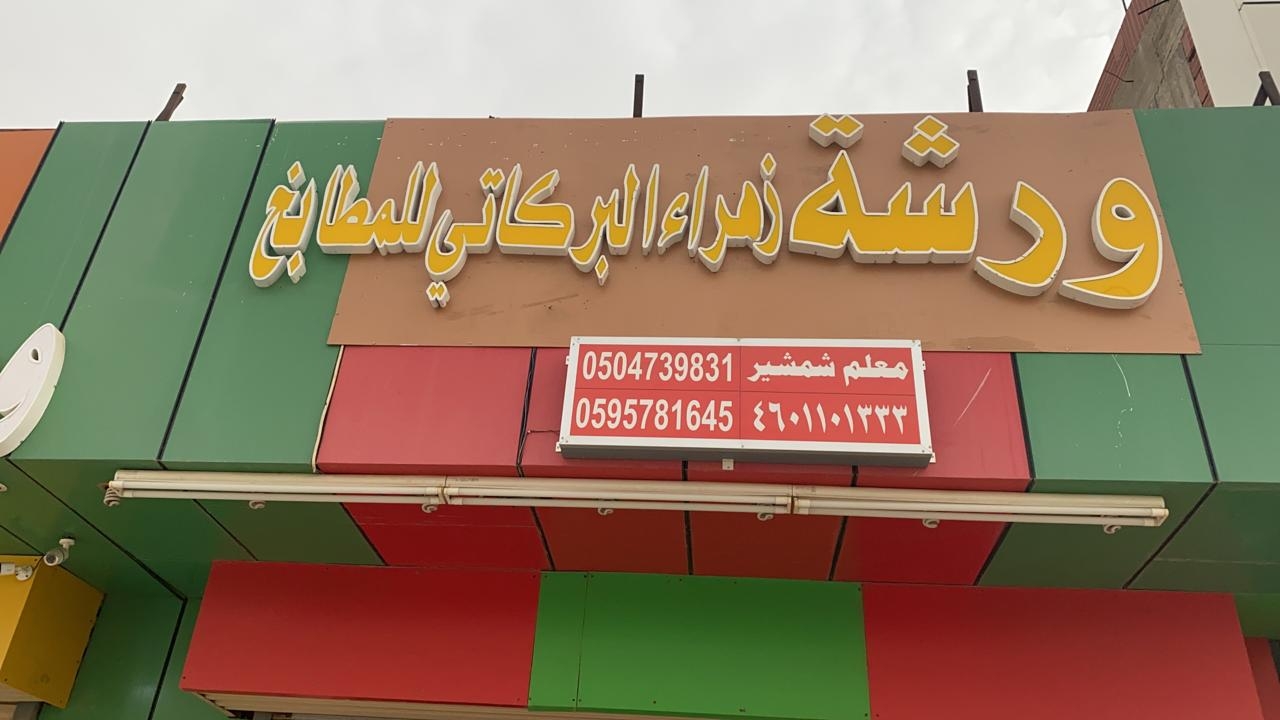 ورشة زهراء البركاتي للمطابخ
معلم شمشير 0504739831
٤٦٠١١٠١٣٣٣ 0595781645